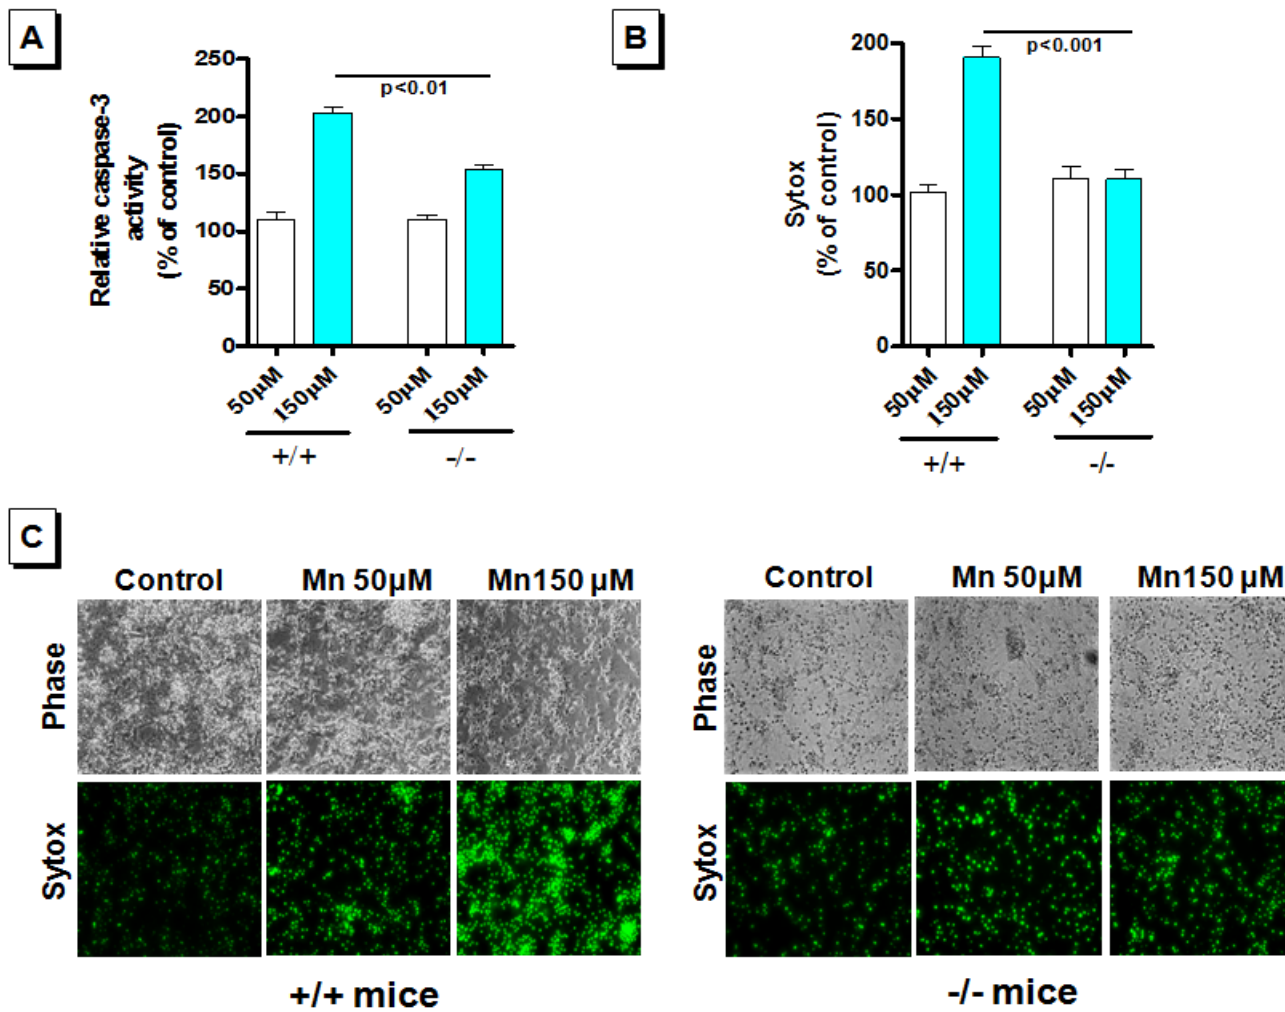 A
Relative caspase-3
activity
(% of control)
250
200
150
100
50
0
p<0.01
50µM
150µM
50µM
150µM
+/+
-/-
B
Sytox
(% of control)
200
150
100
50
0
p<0.001
50µM
150µM
50µM
150µM
+/+
-/-
C
Control
Mn 50µM
Mn150 µM
Phase
Sytox
+/+ mice
Control
Mn 50µM
Mn150 µM
Phase
Sytox
-/- mice